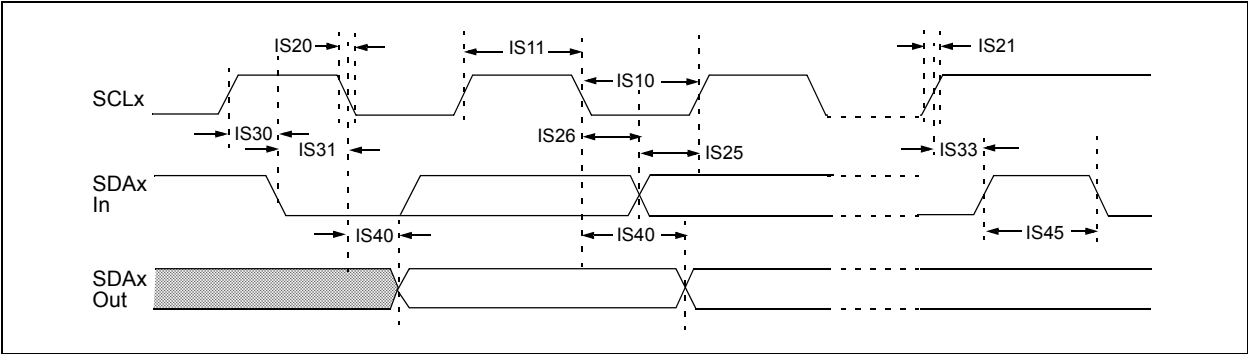 IS20
IS11
IS21
IS10
SCLx
IS30
IS26
IS31
IS25
IS33
SDAx
In
IS40
IS40
IS45
SDAx
Out